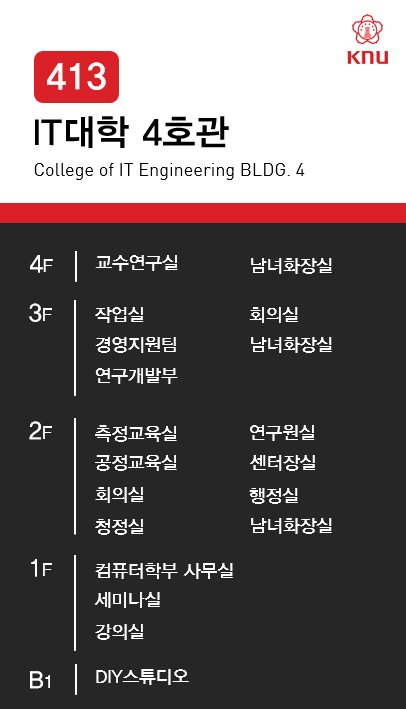 KNU
413
IT대학 4호관
College of IT Engineering BLDG. 4
4F 교수연구실 남녀화장실
3F 작업실 회의실
경영지원팀 남녀화장실
연구개발부
2F 측정교육실 연구원실
공정교육실 센터장실
회의실 행정실
청정실 남녀화장실
1F 컴퓨터학부 사무실
세미나실
강의실
B1 DIY스튜디오